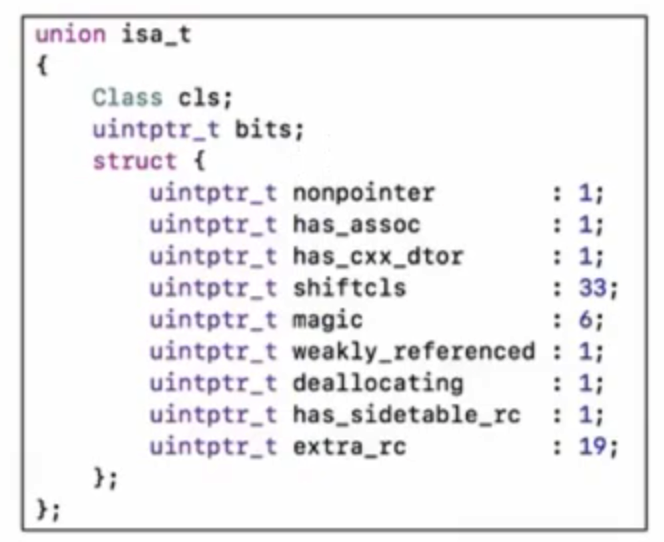 union isa_t
{
    Class cls;
    uintptr_t bits;
    struct {
        uintptr_t nonpointer        : 1;
        uintptr_t has_assoc         : 1;
        uintptr_t has_cxx_dtor      : 1;
        uintptr_t shiftcls          : 33;
        uintptr_t magic             : 6;
        uintptr_t weakly_referenced : 1;
        uintptr_t deallocating      : 1;
        uintptr_t has_sidetable_rc  : 1;
        uintptr_t extra_rc          : 19;
    };
};